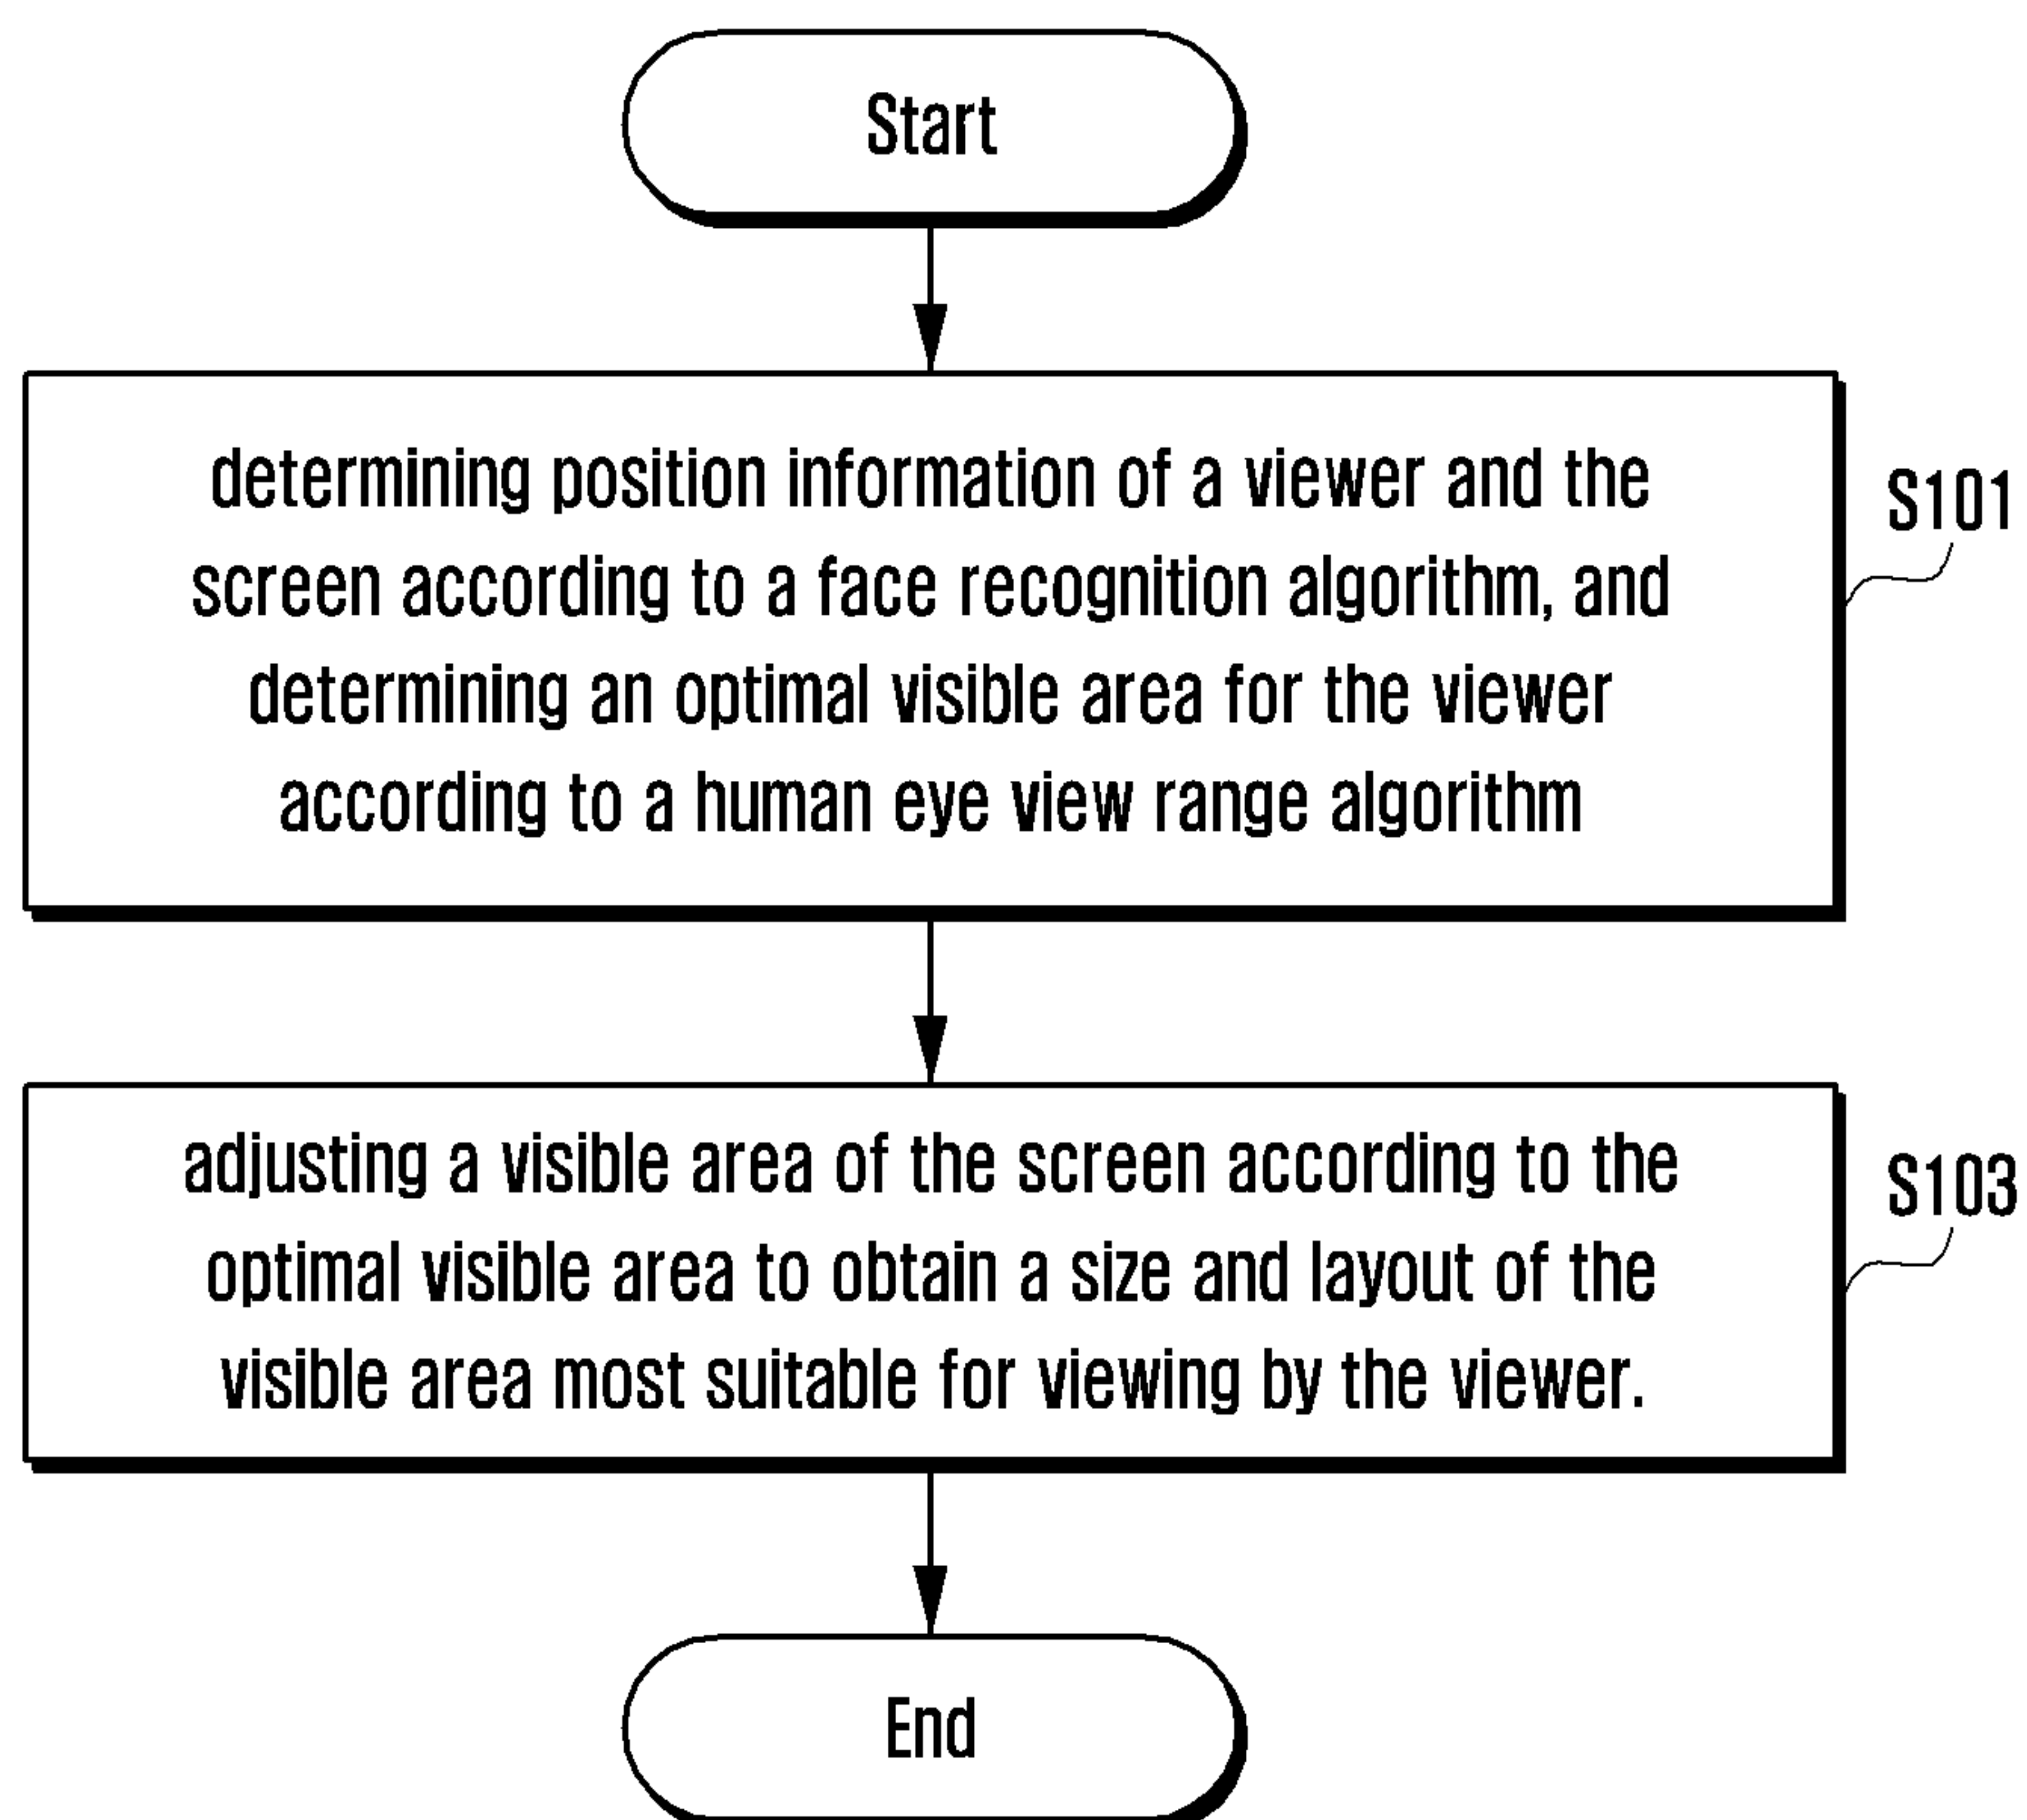 Start
determining position information of a viewer and the
screen according to a face recognition algorithm, and
determining an optimal visible area for the viewer
according to a human eye view range algorithm
S101
adjusting a visible area of the screen according to the
optimal visible area to obtain a size and layout of the
visible area most suitable for viewing by the viewer.
S103
End